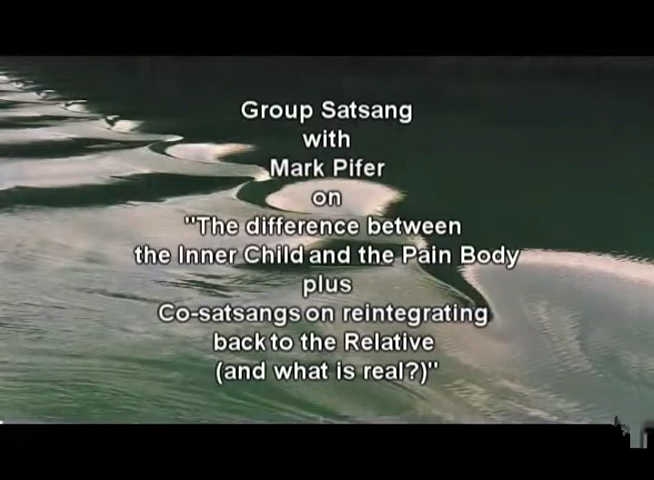 Group Satsang
with
Mark Pifer
on
"The difference between
the Inner Child and the Pain Body
plus
Co-satsangs on reintegrating
back to the Relative
(and what is real?)"